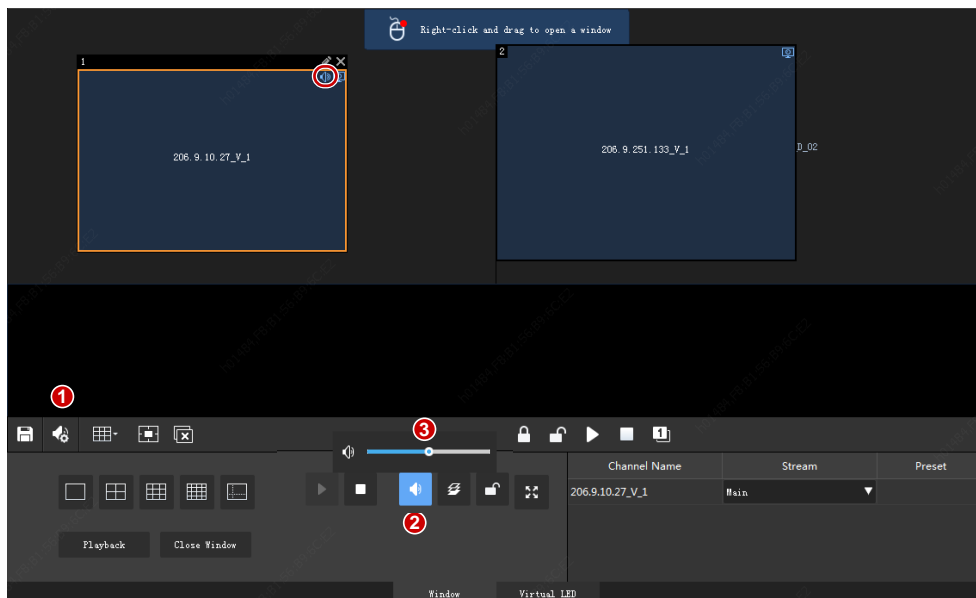 Right-click and drag to open a window
1
2
206.9.10.27_V_1
206.9.251.133_V_1
D_02
1
3
1
Channel Name
Stream
Preset
206.9.10.27_V_1
Main
2
Playback
Close Window
Window
Virtual LED